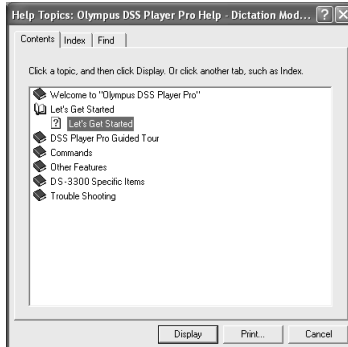 Help Topics: Olympus DSS Player Pro Help - Dictation Mod...
Contents Index Find
Click a topic, and then click Display. Or click another tab, such as Index.
Welcome to "Olympus DSS Player Pro"
Let's Get Started
Let's Get Started
DSS Player Pro Guided Tour
Commands
Other Features
DS-3300 Specific Items
Trouble Shooting
Display Print... Cancel